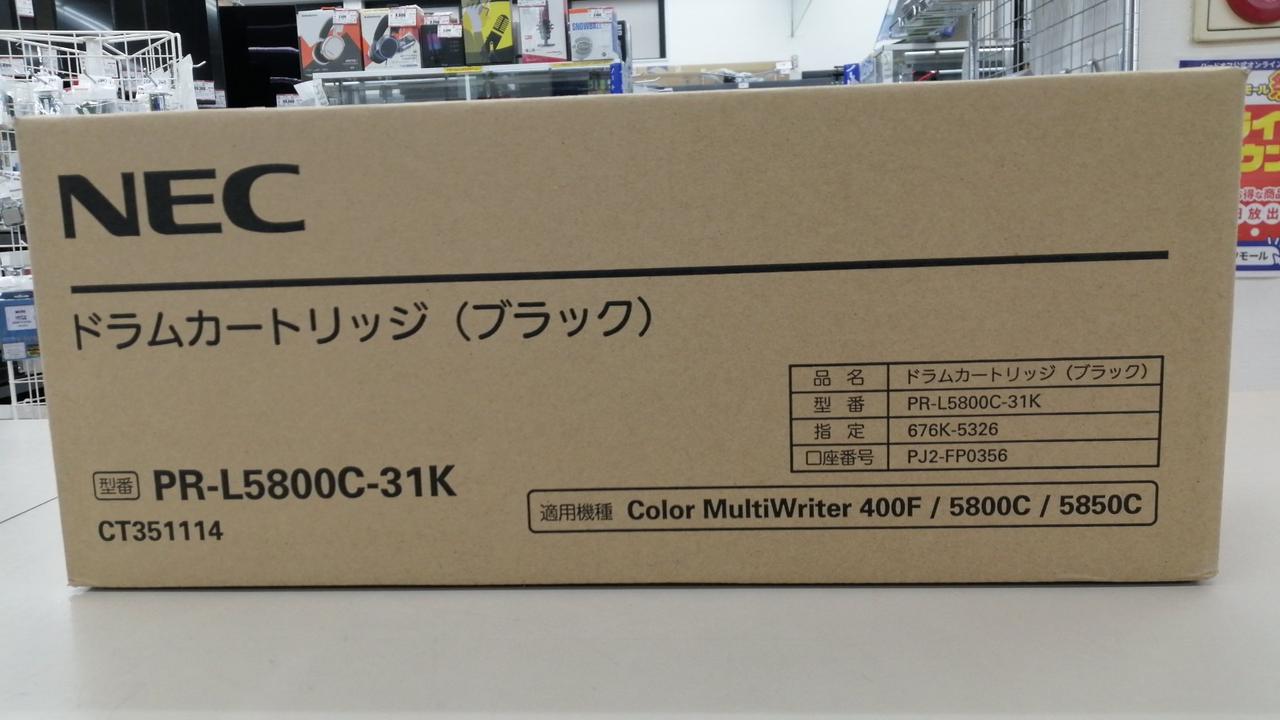 NEC
ドラムカートリッジ（ブラック）
品 名 ドラムカートリッジ（ブラック）
型 番 PR-L5800C-31K
指 定 676K-5326
口座番号 PJ2-FP0356
型番 PR-L5800C-31K
CT351114
適用機種 Color MultiWriter 400F / 5800C / 5850C